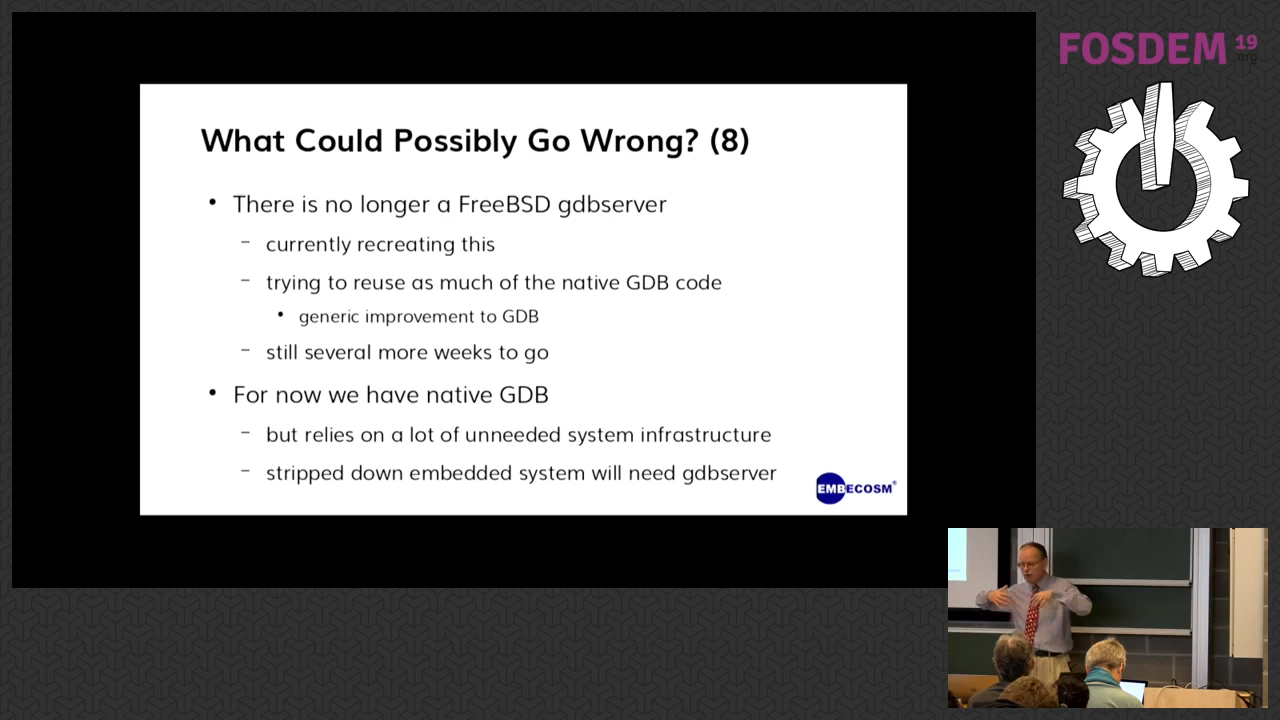 FOSDEM 19
.org
What Could Possibly Go Wrong? (8)
• There is no longer a FreeBSD gdbserver
– currently recreating this
– trying to reuse as much of the native GDB code
• generic improvement to GDB
– still several more weeks to go
• For now we have native GDB
– but relies on a lot of unneeded system infrastructure
– stripped down embedded system will need gdbserver
EMBECOSM®